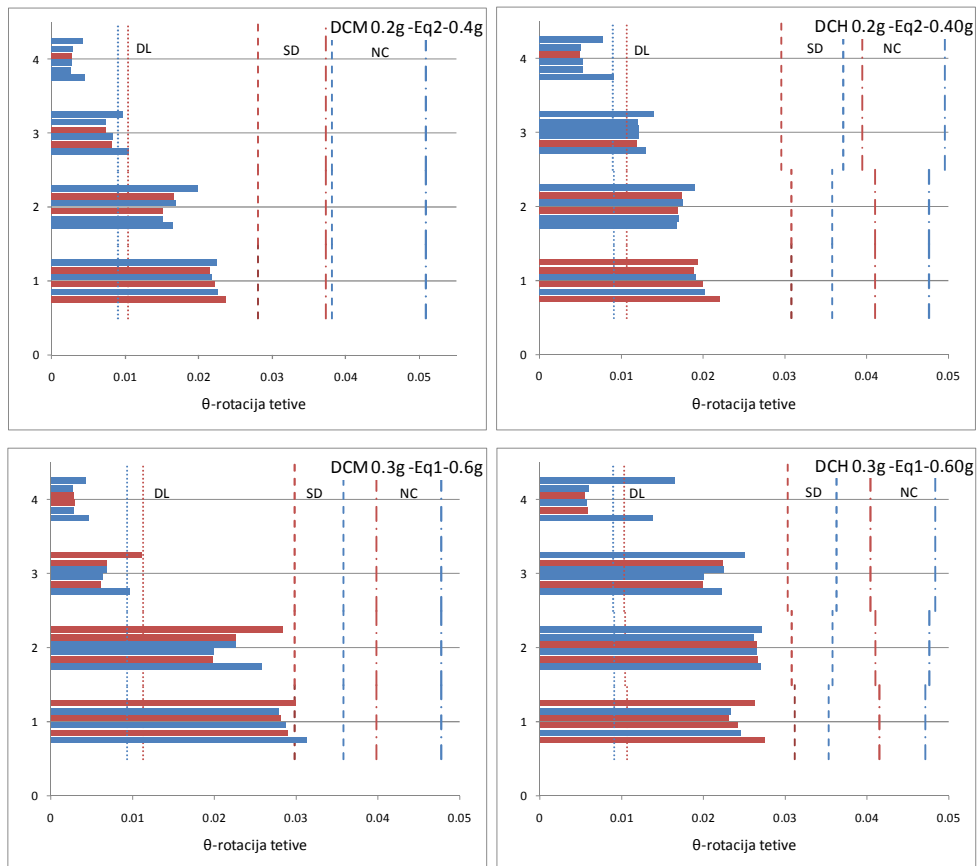 DCM 0.2g -Eq2-0.4g
DL
SD
NC
4
3
2
1
0
0
0.01
0.02
0.03
0.04
0.05
θ-rotacija tetive
DCH 0.2g -Eq2-0.40g
DL
SD
NC
4
3
2
1
0
0
0.01
0.02
0.03
0.04
0.05
θ-rotacija tetive
DCM 0.3g -Eq1-0.6g
DL
SD
NC
4
3
2
1
0
0
0.01
0.02
0.03
0.04
0.05
θ-rotacija tetive
DCH 0.3g -Eq1-0.60g
DL
SD
NC
4
3
2
1
0
0
0.01
0.02
0.03
0.04
0.05
θ-rotacija tetive